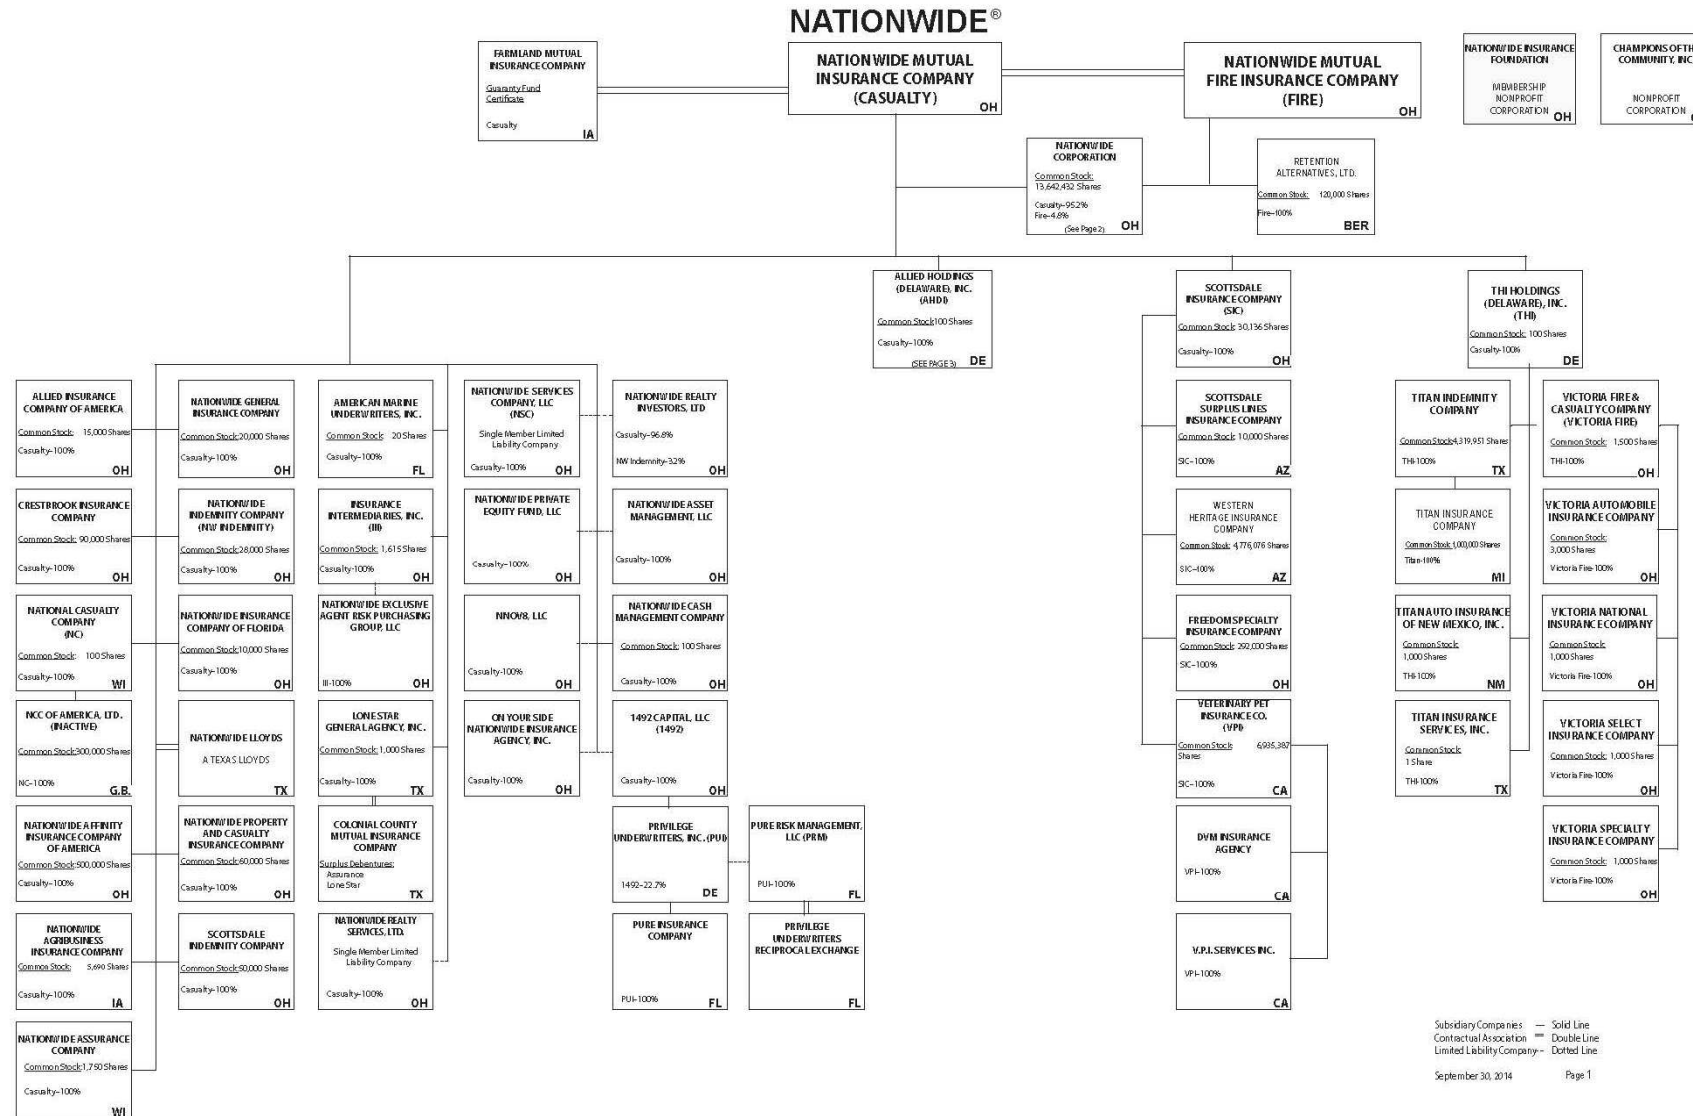 NATIONWIDE®
FARMLAND MUTUAL
INSURANCE COMPANY
Guaranty Fund
Certificate
Casualty
IA
NATIONWIDE MUTUAL
INSURANCE COMPANY
(CASUALTY)
OH
NATIONWIDE MUTUAL
FIRE INSURANCE COMPANY
(FIRE)
OH
NATIONWIDE INSURANCE
FOUNDATION
MEMBERSHIP
NONPROFIT
CORPORATION
OH
CHAMPIONS OF TH
COMMUNITY, INC
NONPROFIT
CORPORATION
NATIONWIDE
CORPORATION
Common Stock:
13,642,432 Shares
Casualty-95.2%
Fire-4.8%
(See Page 2)
OH
RETENTION
ALTERNATIVES, LTD.
Common Stock: 120,000 Shares
Fire-100%
BER
ALLIED HOLDINGS
(DELAWARE), INC.
(AHDI)
Common Stock: 100 Shares
Casualty-100%
(SEE PAGE 3)
DE
SCOTTSDALE
INSURANCE COMPANY
(SIC)
Common Stock: 30,136 Shares
Casualty-100%
OH
THI HOLDINGS
(DELAWARE), INC.
(THI)
Common Stock: 100 Shares
Casualty-100%
DE
ALLIED INSURANCE
COMPANY OF AMERICA
Common Stock: 15,000 Shares
Casualty-100%
OH
NATIONWIDE GENERAL
INSURANCE COMPANY
Common Stock: 20,000 Shares
Casualty-100%
OH
AMERICAN MARINE
UNDERWRITERS, INC.
Common Stock: 20 Shares
Casualty-100%
FL
NATIONWIDE SERVICES
COMPANY, LLC
(NSC)
Single Member Limited
Liability Company
Casualty-100%
OH
NATIONWIDE REALTY
INVESTORS, LTD
Casualty-96.8%
NW Indemnity-3.2%
OH
SCOTTSDALE
SURPLUS LINES
INSURANCE COMPANY
Common Stock: 10,000 Shares
SIC-100%
AZ
TITAN INDEMNITY
COMPANY
Common Stock: 4,319,951 Shares
THI-100%
TX
VICTORIA FIRE &
CASUALTY COMPANY
(VICTORIA FIRE)
Common Stock: 1,500 Shares
THI-100%
OH
CRESTBROOK INSURANCE
COMPANY
Common Stock: 90,000 Shares
Casualty-100%
OH
NATIONWIDE
INDEMNITY COMPANY
(NW INDEMNITY)
Common Stock: 28,000 Shares
Casualty-100%
OH
INSURANCE
INTERMEDIARIES, INC.
(III)
Common Stock: 1,615 Shares
Casualty-100%
OH
NATIONWIDE PRIVATE
EQUITY FUND, LLC
Casualty-100%
OH
NATIONWIDE ASSET
MANAGEMENT, LLC
Casualty-100%
OH
WESTERN
HERITAGE INSURANCE
COMPANY
Common Stock: 4,776,076 Shares
SIC-100%
AZ
TITAN INSURANCE
COMPANY
Common Stock: 1,000,000 Shares
Titan-100%
MI
VICTORIA AUTOMOBILE
INSURANCE COMPANY
Common Stock:
3,000 Shares
Victoria Fire-100%
OH
NATIONAL CASUALTY
COMPANY
(NC)
Common Stock: 100 Shares
Casualty-100%
WI
NATIONWIDE INSURANCE
COMPANY OF FLORIDA
Common Stock: 10,000 Shares
Casualty-100%
OH
NATIONWIDE EXCLUSIVE
AGENT RISK PURCHASING
GROUP, LLC
III-100%
OH
NNOV8, LLC
Casualty-100%
OH
NATIONWIDE CASH
MANAGEMENT COMPANY
Common Stock: 100 Shares
Casualty-100%
OH
FREEDOM SPECIALTY
INSURANCE COMPANY
Common Stock: 292,000 Shares
SIC-100%
OH
TITAN AUTO INSURANCE
OF NEW MEXICO, INC.
Common Stock:
1,000 Shares
THI-100%
NM
VICTORIA NATIONAL
INSURANCE COMPANY
Common Stock:
1,000 Shares
Victoria Fire-100%
OH
NCC OF AMERICA, LTD.
(INACTIVE)
Common Stock: 300,000 Shares
NC-100%
G.B.
NATIONWIDE LLOYDS
A TEXAS LLOYDS
TX
LONE STAR
GENERAL AGENCY, INC.
Common Stock: 1,000 Shares
Casualty-100%
TX
ON YOUR SIDE
NATIONWIDE INSURANCE
AGENCY, INC.
Casualty-100%
OH
1492 CAPITAL, LLC
(1492)
Casualty-100%
OH
VETERINARY PET
INSURANCE CO.
(VPI)
Common Stock: 6,935,387
Shares
SIC-100%
CA
TITAN INSURANCE
SERVICES, INC.
Common Stock:
1 Share
THI-100%
TX
VICTORIA SELECT
INSURANCE COMPANY
Common Stock: 1,000 Shares
Victoria Fire-100%
OH
NATIONWIDE AFFINITY
INSURANCE COMPANY
OF AMERICA
Common Stock: 500,000 Shares
Casualty-100%
OH
NATIONWIDE PROPERTY
AND CASUALTY
INSURANCE COMPANY
Common Stock: 60,000 Shares
Casualty-100%
OH
COLONIAL COUNTY
MUTUAL INSURANCE
COMPANY
Surplus Debentures:
Assurance
Lone Star
TX
PRIVILEGE
UNDERWRITERS, INC. (PUI)
1492-22.7%
DE
PURE RISK MANAGEMENT,
LLC (PRM)
PUI-100%
FL
DVM INSURANCE
AGENCY
VPI-100%
CA
VICTORIA SPECIALTY
INSURANCE COMPANY
Common Stock: 1,000 Shares
Victoria Fire-100%
OH
NATIONWIDE
AGRIBUSINESS
INSURANCE COMPANY
Common Stock: 5,690 Shares
Casualty-100%
IA
SCOTTSDALE
INDEMNITY COMPANY
Common Stock: 50,000 Shares
Casualty-100%
OH
NATIONWIDE REALTY
SERVICES, LTD.
Single Member Limited
Liability Company
Casualty-100%
OH
PURE INSURANCE
COMPANY
PUI-100%
FL
PRIVILEGE
UNDERWRITERS
RECIPROCAL EXCHANGE
FL
V.P.I. SERVICES INC.
VPI-100%
CA
NATIONWIDE ASSURANCE
COMPANY
Common Stock: 1,750 Shares
Casualty-100%
WI
Subsidiary Companies — Solid Line
Contractual Association = Double Line
Limited Liability Company -- Dotted Line
September 30, 2014 Page 1